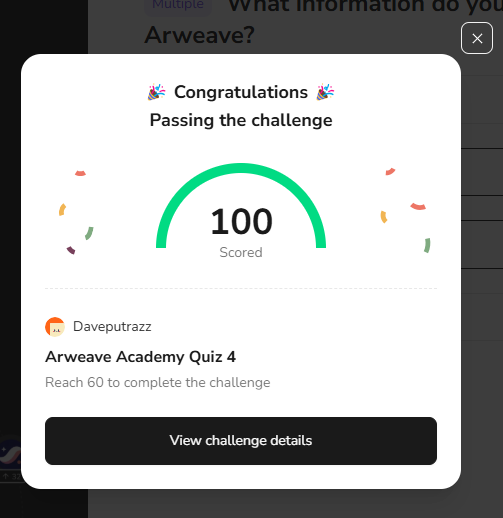 Multiple What information do you
Arweave?
Congratulations
Passing the challenge
100
Scored
Daveputrazz
Arweave Academy Quiz 4
Reach 60 to complete the challenge
View challenge details